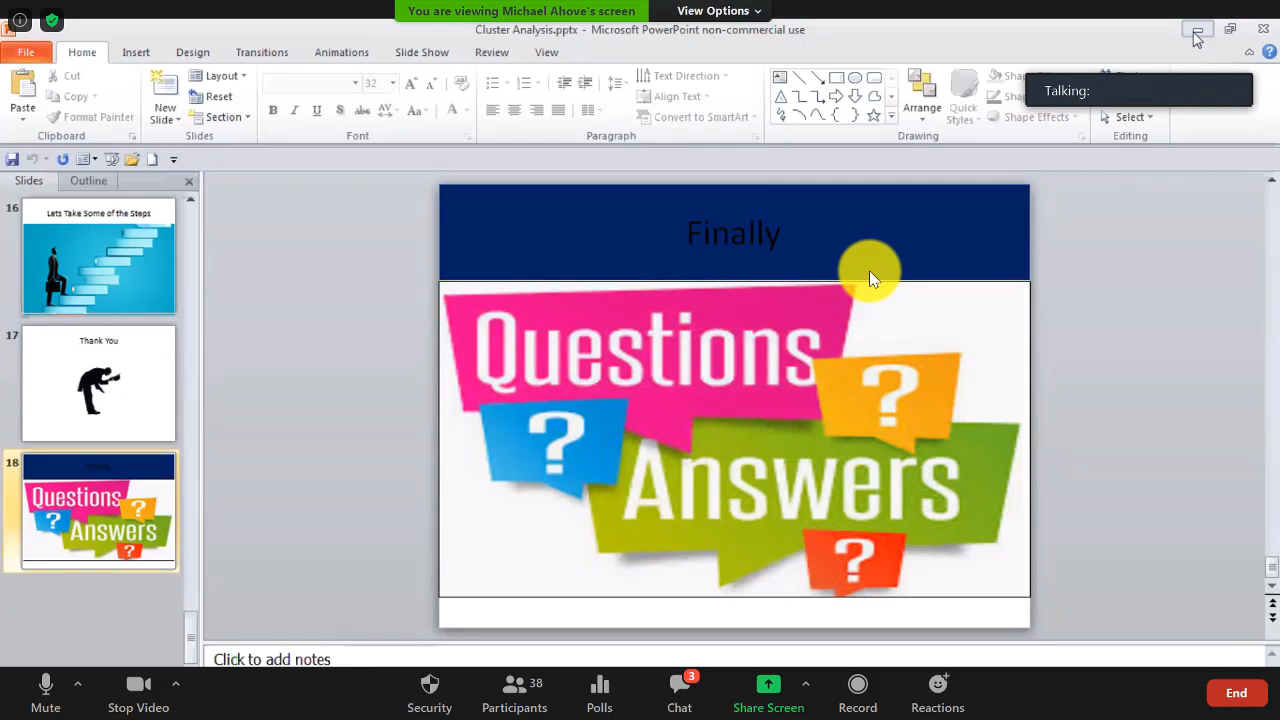 You are viewing Michael Ahove's screen
View Options
Cluster Analysis.pptx - Microsoft PowerPoint non-commercial use
File
Home
Insert
Design
Transitions
Animations
Slide Show
Review
View
Paste
Cut
Copy
Format Painter
Clipboard
New
Slide
Layout
Reset
Section
Slides
32
B I U S abc AV
Aa A
Font
Text Direction
Align Text
Convert to SmartArt
Paragraph
Arrange
Quick
Styles
Shape Effects
Drawing
Talking:
Select
Editing
Slides
Outline
16
Lets Take Some of the Steps
17
Thank You
18
Finally
Questions
?
?
Answers
?
Finally
Questions
?
?
Answers
?
Click to add notes
Mute
Stop Video
Security
38
Participants
Polls
3
Chat
Share Screen
Record
Reactions
End